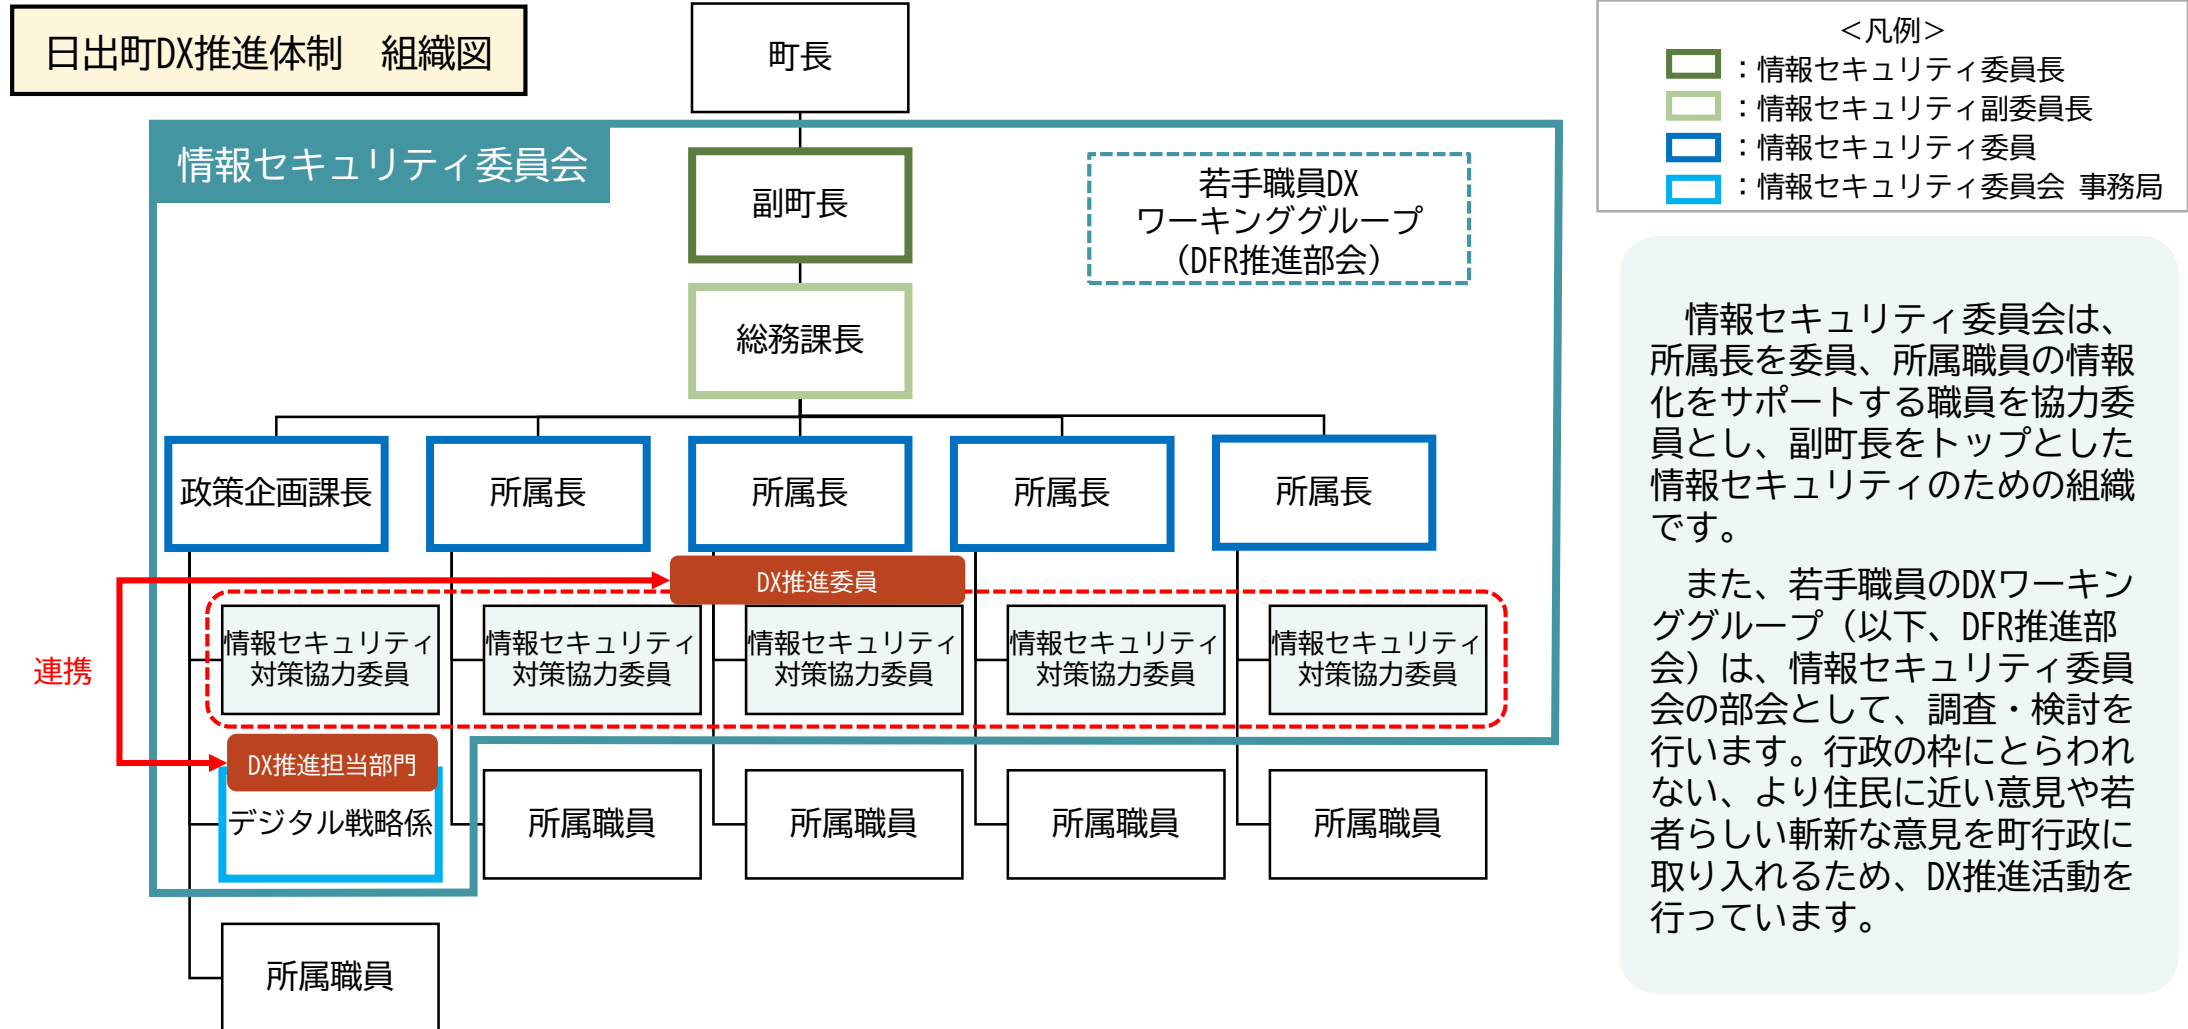 日出町DX推進体制　組織図
町長
＜凡例＞
：情報セキュリティ委員長
：情報セキュリティ副委員長
：情報セキュリティ委員
：情報セキュリティ委員会 事務局
情報セキュリティ委員会
副町長
若手職員DX
ワーキンググループ
（DFR推進部会）
総務課長
政策企画課長
所属長
所属長
所属長
所属長
DX推進委員
連携
情報セキュリティ
対策協力委員
情報セキュリティ
対策協力委員
情報セキュリティ
対策協力委員
情報セキュリティ
対策協力委員
情報セキュリティ
対策協力委員
DX推進担当部門
デジタル戦略係
所属職員
所属職員
所属職員
所属職員
所属職員
　情報セキュリティ委員会は、
所属長を委員、所属職員の情報
化をサポートする職員を協力委
員とし、副町長をトップとした
情報セキュリティのための組織
です。
　また、若手職員のDXワーキン
ググループ（以下、DFR推進部
会）は、情報セキュリティ委員
会の部会として、調査・検討を
行います。行政の枠にとらわれ
ない、より住民に近い意見や若
者らしい斬新な意見を町行政に
取り入れるため、DX推進活動を
行っています。